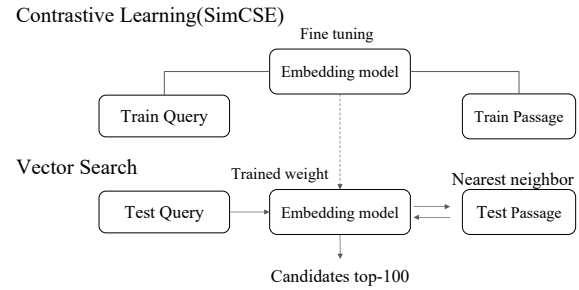 Contrastive Learning(SimCSE)
Fine tuning
Embedding model
Train Query
Train Passage
Vector Search
Trained weight
Nearest neighbor
Test Query
Embedding model
Test Passage
Candidates top-100